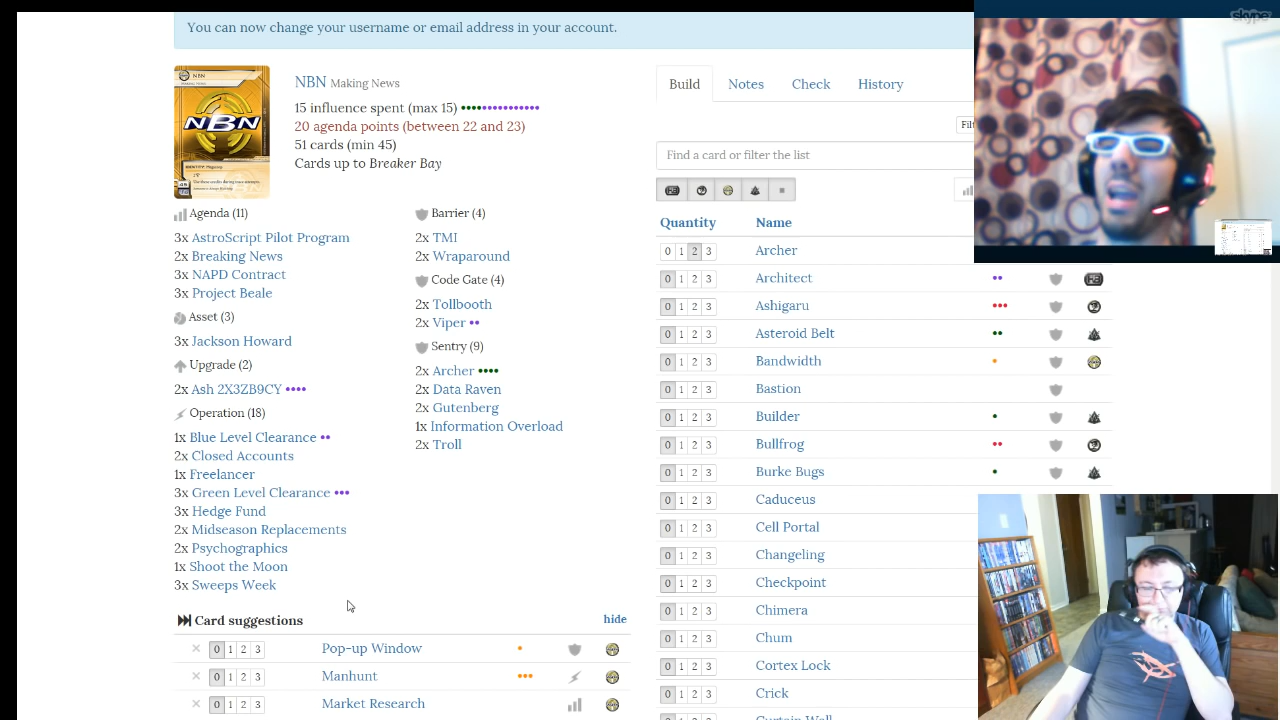 You can now change your username or email address in your account.
skype
NBN
NBN Making News
15 influence spent (max 15)
20 agenda points (between 22 and 23)
51 cards (min 45)
Cards up to Breaker Bay
Agenda (11)
3x AstroScript Pilot Program
2x Breaking News
3x NAPD Contract
3x Project Beale
Asset (3)
3x Jackson Howard
Upgrade (2)
2x Ash 2X3ZB9CY
Operation (18)
1x Blue Level Clearance
2x Closed Accounts
1x Freelancer
3x Green Level Clearance
3x Hedge Fund
2x Midseason Replacements
2x Psychographics
1x Shoot the Moon
3x Sweeps Week
Barrier (4)
2x TMI
2x Wraparound
Code Gate (4)
2x Tollbooth
2x Viper
Sentry (9)
2x Archer
2x Data Raven
2x Gutenberg
1x Information Overload
2x Troll
Card suggestions
hide
0 1 2 3 Pop-up Window
0 1 2 3 Manhunt
0 1 2 3 Market Research
Build Notes Check History
Filt
Find a card or filter the list
Quantity Name
0 1 2 3 Archer
0 1 2 3 Architect
0 1 2 3 Ashigaru
0 1 2 3 Asteroid Belt
0 1 2 3 Bandwidth
0 1 2 3 Bastion
0 1 2 3 Builder
0 1 2 3 Bullfrog
0 1 2 3 Burke Bugs
0 1 2 3 Caduceus
0 1 2 3 Cell Portal
0 1 2 3 Changeling
0 1 2 3 Checkpoint
0 1 2 3 Chimera
0 1 2 3 Chum
0 1 2 3 Cortex Lock
0 1 2 3 Crick
0 1 2 3 Curtain Wall